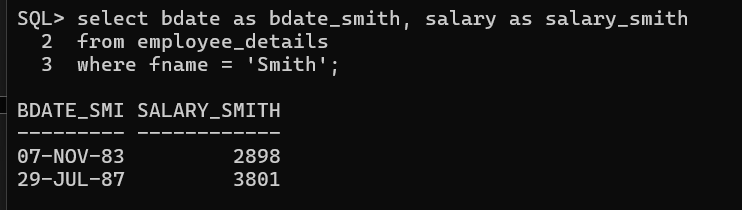 SQL> select bdate as bdate_smith, salary as salary_smith
  2  from employee_details
  3  where fname = 'Smith';

BDATE_SMI SALARY_SMITH
--------- ------------
07-NOV-83         2898
29-JUL-87         3801